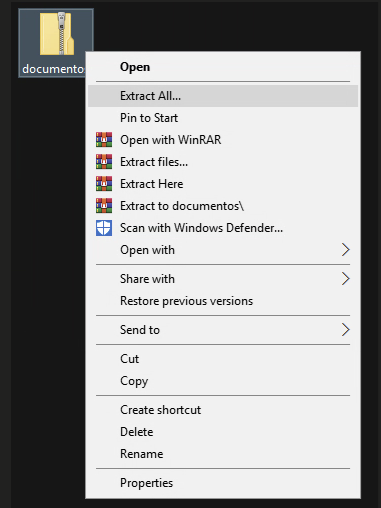 documentos
Open
Extract All...
Pin to Start
Open with WinRAR
Extract files...
Extract Here
Extract to documentos\
Scan with Windows Defender...
Open with
Share with
Restore previous versions
Send to
Cut
Copy
Create shortcut
Delete
Rename
Properties